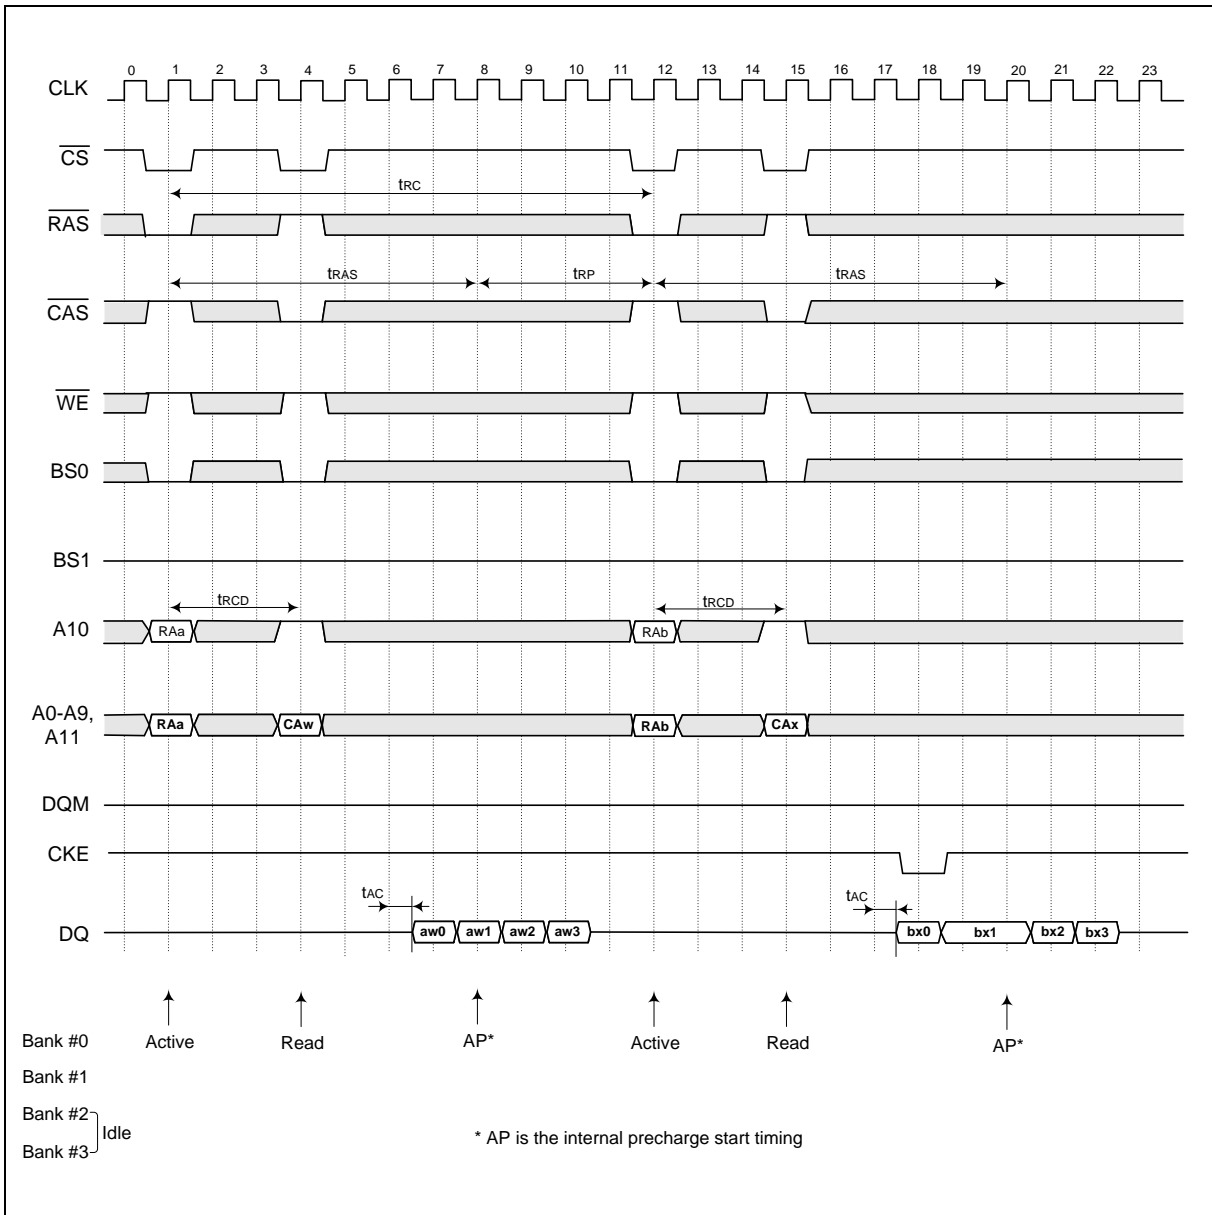 0 1 2 3 4 5 6 7 8 9 10 11 12 13 14 15 16 17 18 19 20 21 22 23
CLK
CS
tRC
RAS
tRAS tRP tRAS
CAS
WE
BS0
BS1
tRCD tRCD
A10 RAa RAb
A0-A9,
A11
RAa CAw RAb CAx
DQM
CKE
tAC tAC
DQ aw0 aw1 aw2 aw3 bx0 bx1 bx2 bx3
Bank #0 Active Read AP* Active Read AP*
Bank #1
Bank #2
Idle
Bank #3
* AP is the internal precharge start timing